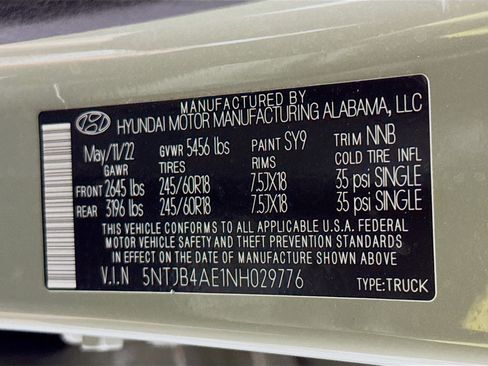 MANUFACTURED BY
HYUNDAI MOTOR MANUFACTURING ALABAMA, LLC
May/11/22 GVWR 5456 lbs PAINT SY9 TRIM NNB
GAWR TIRES RIMS COLD TIRE INFL
FRONT 2645 lbs 245/60R18 7.5JX18 35 psi SINGLE
REAR 3196 lbs 245/60R18 7.5JX18 35 psi SINGLE
THIS VEHICLE CONFORMS TO ALL APPLICABLE U.S.A. FEDERAL
MOTOR VEHICLE SAFETY AND THEFT PREVENTION STANDARDS
IN EFFECT ON THE DATE OF MANUFACTURE SHOWN ABOVE
V.I.N 5NTJB4AE1NH029776 TYPE:TRUCK